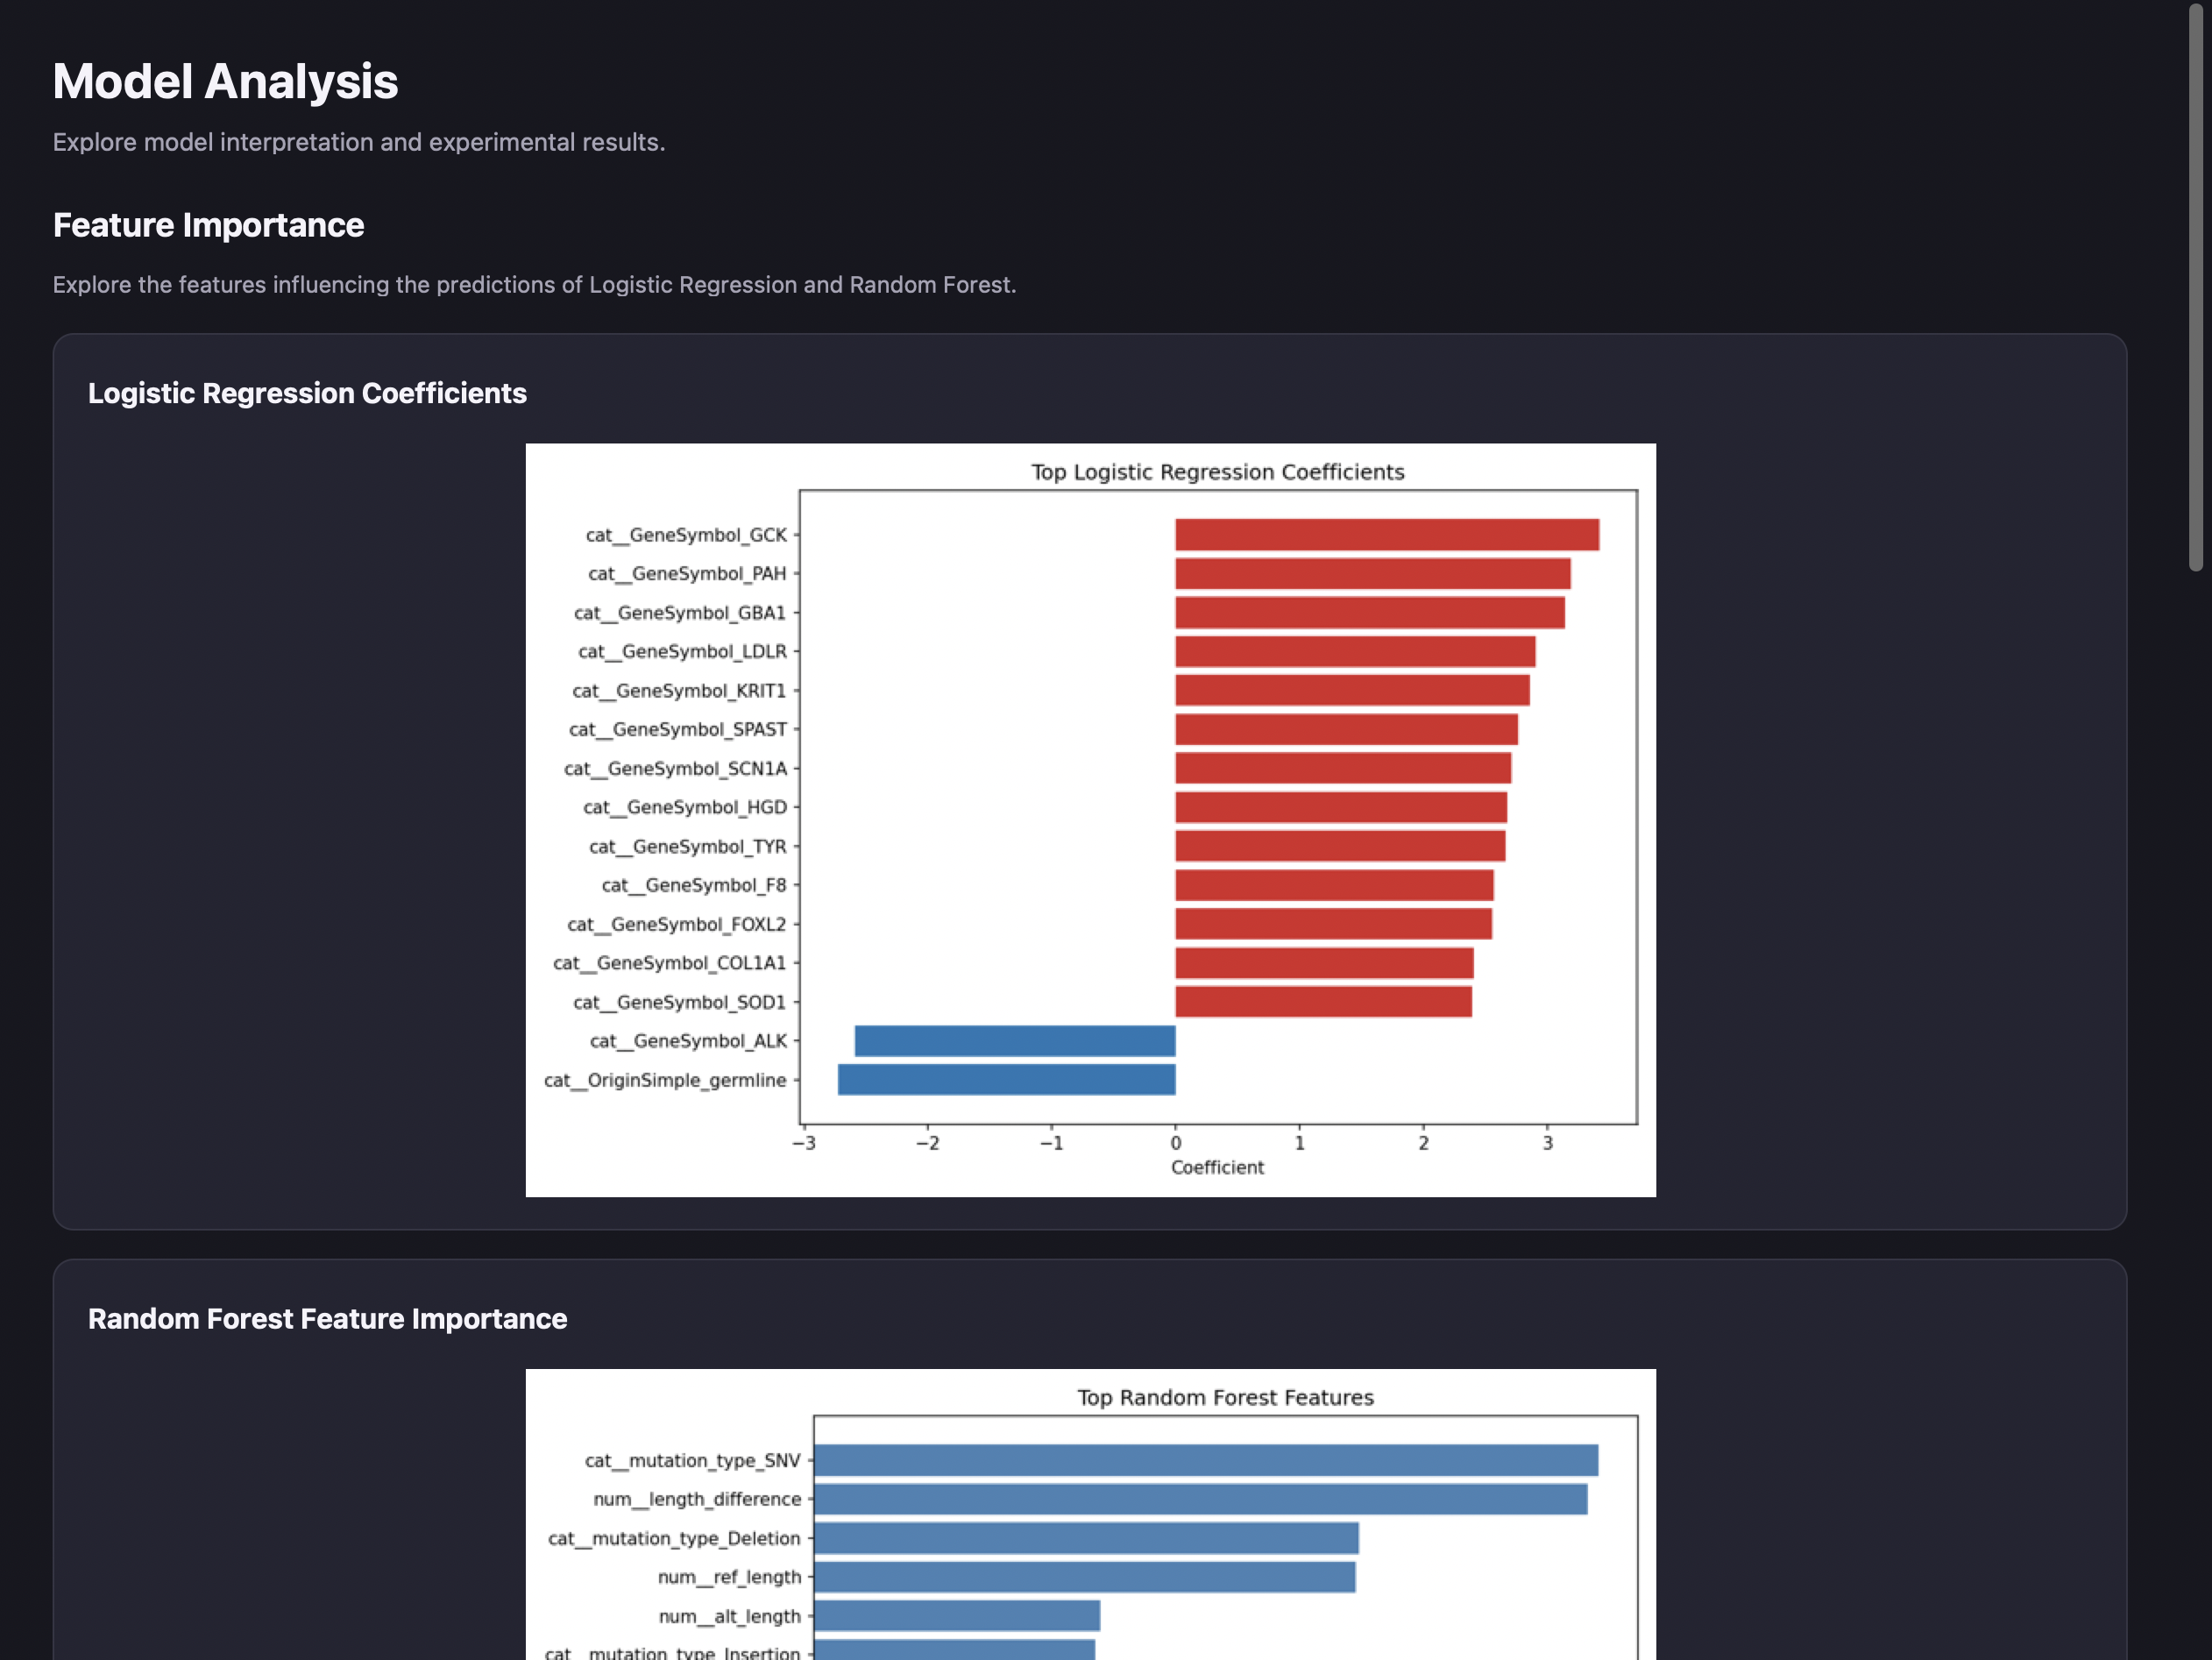 Model Analysis
Explore model interpretation and experimental results.
Feature Importance
Explore the features influencing the predictions of Logistic Regression and Random Forest.
Logistic Regression Coefficients
Top Logistic Regression Coefficients
cat__GeneSymbol_GCK
cat__GeneSymbol_PAH
cat__GeneSymbol_GBA1
cat__GeneSymbol_LDLR
cat__GeneSymbol_KRIT1
cat__GeneSymbol_SPAST
cat__GeneSymbol_SCN1A
cat__GeneSymbol_HGD
cat__GeneSymbol_TYR
cat__GeneSymbol_F8
cat__GeneSymbol_FOXL2
cat__GeneSymbol_COL1A1
cat__GeneSymbol_SOD1
cat__GeneSymbol_ALK
cat__OriginSimple_germline
−3 −2 −1 0 1 2 3
Coefficient
Random Forest Feature Importance
Top Random Forest Features
cat__mutation_type_SNV
num__length_difference
cat__mutation_type_Deletion
num__ref_length
num__alt_length
cat__mutation_type_Insertion